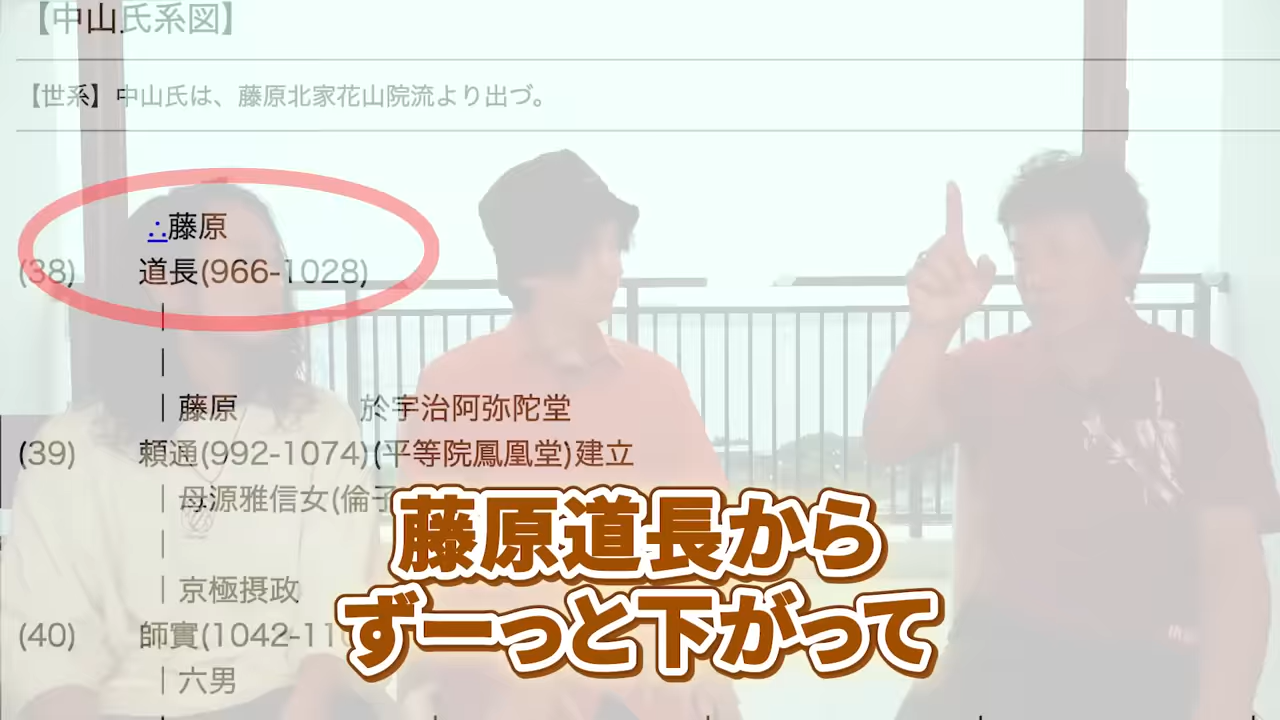 【中山氏系図】
【世系】中山氏は、藤原北家花山院流より出づ。
∴藤原
(38) 道長(966-1028)
｜
｜
｜藤原 於宇治阿弥陀堂
(39) 頼通(992-1074)(平等院鳳凰堂)建立
｜母源雅信女(倫子
｜
｜京極摂政
(40) 師實(1042-11
｜六男
藤原道長から
ずーっと下がって